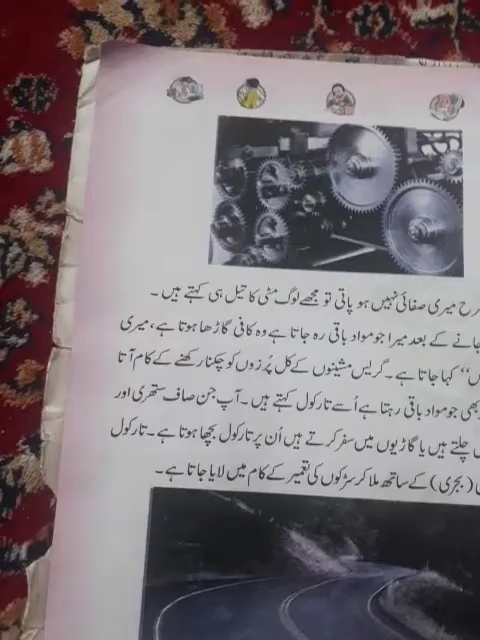 رح میری صفائی نہیں ہو پاتی تو مجھے لوگ مٹی کا تیل ہی کہتے ہیں ۔
جانے کے بعد میرا جو مواد باقی رہ جاتا ہے وہ کافی گاڑھا ہوتا ہے، میری
س“ کہا جاتا ہے ۔ گریس مشینوں کے کل پُرزوں کو چکنا رکھنے کے کام آتا
بھی جو مواد باقی رہتا ہے اُسے تارکول کہتے ہیں ۔ آپ جن صاف ستھری اور
چلتے ہیں یا گاڑیوں میں سفر کرتے ہیں اُن پر تارکول بچھا ہوتا ہے ۔ تارکول
(بجری) کے ساتھ ملا کر سڑکوں کی تعمیر کے کام میں لایا جاتا ہے ۔